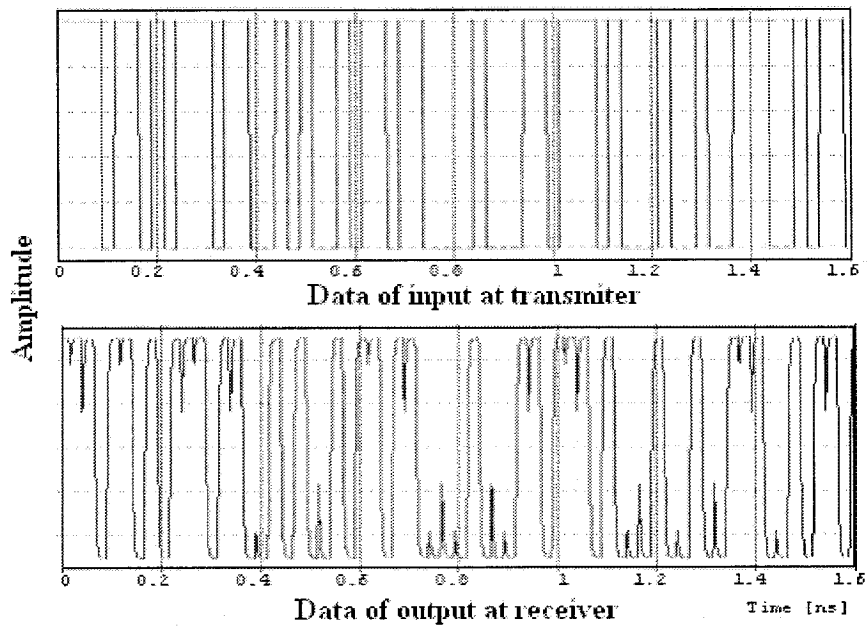 Amplitude
0 0.2 0.4 0.6 0.8 1 1.2 1.4 1.6
Data of input at transmiter
0 0.2 0.4 0.6 0.8 1 1.2 1.4 1.6
Data of output at receiver
Time [ns]